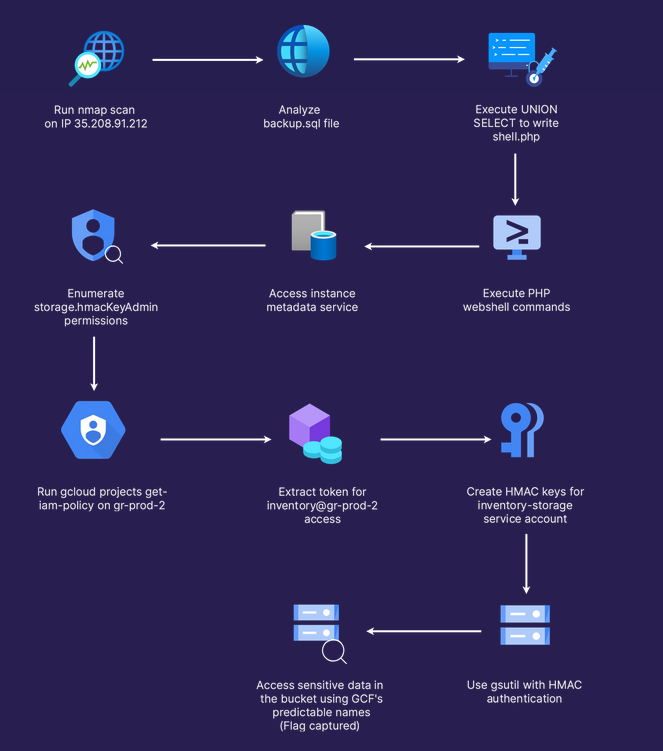 Run nmap scan
on IP 35.208.91.212
Analyze
backup.sql file
Execute UNION
SELECT to write
shell.php
Execute PHP
webshell commands
Access instance
metadata service
Enumerate
storage.hmacKeyAdmin
permissions
Run gcloud projects get-
iam-policy on gr-prod-2
Extract token for
inventory@gr-prod-2
access
Create HMAC keys for
inventory-storage
service account
Use gsutil with HMAC
authentication
Access sensitive data in
the bucket using GCF's
predictable names
(Flag captured)